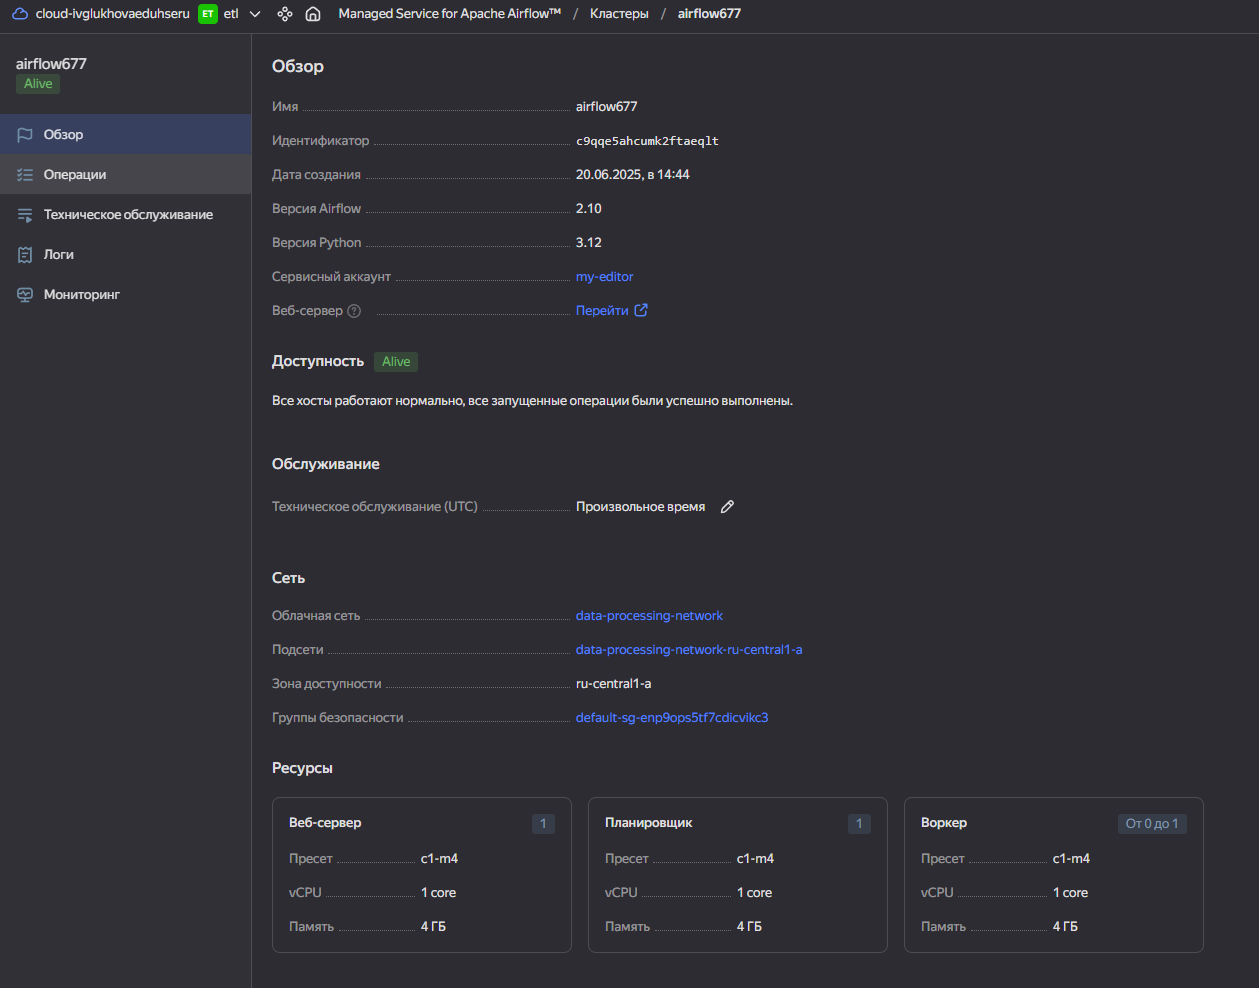 cloud-ivglukhovaeduhseru ET etl Managed Service for Apache Airflow™ / Кластеры / airflow677
airflow677
Alive
Обзор
Операции
Техническое обслуживание
Логи
Мониторинг
Обзор
Имя airflow677
Идентификатор c9qqe5ahcumk2ftaeqlt
Дата создания 20.06.2025, в 14:44
Версия Airflow 2.10
Версия Python 3.12
Сервисный аккаунт my-editor
Веб-сервер ? Перейти
Доступность Alive
Все хосты работают нормально, все запущенные операции были успешно выполнены.
Обслуживание
Техническое обслуживание (UTC) Произвольное время
Сеть
Облачная сеть data-processing-network
Подсети data-processing-network-ru-central1-a
Зона доступности ru-central1-a
Группы безопасности default-sg-enp9ops5tf7cdicvikc3
Ресурсы
Веб-сервер 1
Пресет c1-m4
vCPU 1 core
Память 4 ГБ
Планировщик 1
Пресет c1-m4
vCPU 1 core
Память 4 ГБ
Воркер От 0 до 1
Пресет c1-m4
vCPU 1 core
Память 4 ГБ